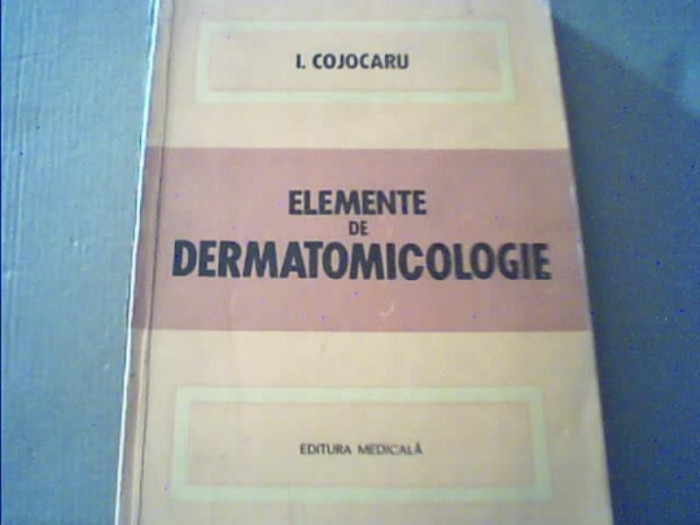 I. COJOCARU
ELEMENTE
DE
DERMATOMICOLOGIE
EDITURA MEDICALĂ